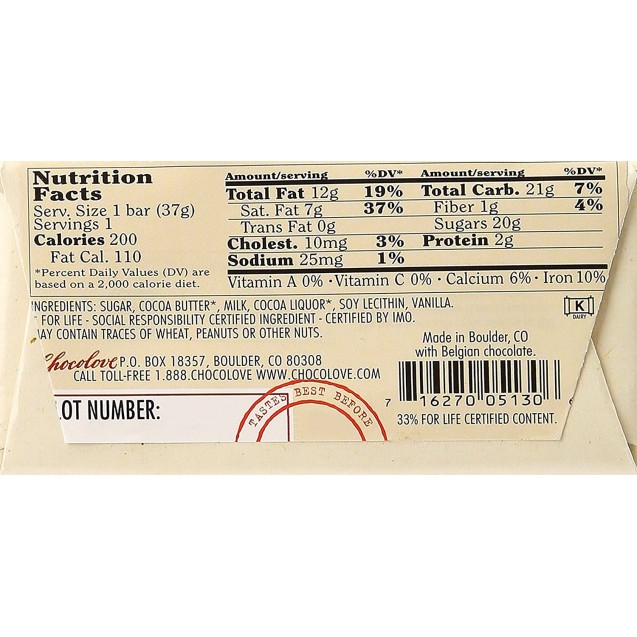 Nutrition
Facts
Serv. Size 1 bar (37g)
Servings 1
Calories 200
Fat Cal. 110
*Percent Daily Values (DV) are
based on a 2,000 calorie diet.
Amount/serving %DV*
Total Fat 12g 19%
Sat. Fat 7g 37%
Trans Fat 0g
Cholest. 10mg 3%
Sodium 25mg 1%
Amount/serving %DV*
Total Carb. 21g 7%
Fiber 1g 4%
Sugars 20g
Protein 2g
Vitamin A 0% · Vitamin C 0% · Calcium 6% · Iron 10%
NGREDIENTS: SUGAR, COCOA BUTTER*, MILK, COCOA LIQUOR*, SOY LECITHIN, VANILLA.
FOR LIFE - SOCIAL RESPONSIBILITY CERTIFIED INGREDIENT - CERTIFIED BY IMO.
AY CONTAIN TRACES OF WHEAT, PEANUTS OR OTHER NUTS.
K
DAIRY
hocolove P.O. BOX 18357, BOULDER, CO 80308
CALL TOLL-FREE 1.888.CHOCOLOVE WWW.CHOCOLOVE.COM
OT NUMBER:
TASTES BEST BEFORE
Made in Boulder, CO
with Belgian chocolate.
7 16270 05130
33% FOR LIFE CERTIFIED CONTENT.